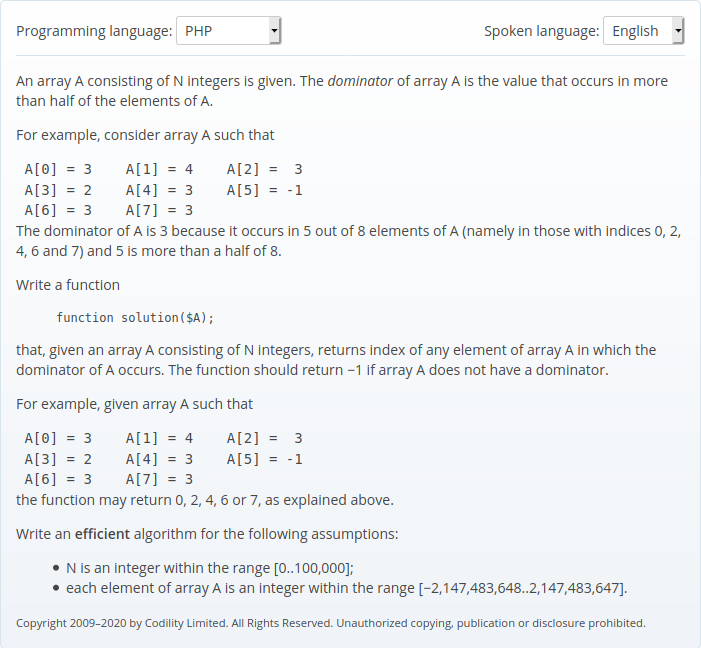 Programming language: PHP Spoken language: English
An array A consisting of N integers is given. The dominator of array A is the value that occurs in more
than half of the elements of A.
For example, consider array A such that
A[0] = 3 A[1] = 4 A[2] = 3
A[3] = 2 A[4] = 3 A[5] = -1
A[6] = 3 A[7] = 3
The dominator of A is 3 because it occurs in 5 out of 8 elements of A (namely in those with indices 0, 2,
4, 6 and 7) and 5 is more than a half of 8.
Write a function
function solution($A);
that, given an array A consisting of N integers, returns index of any element of array A in which the
dominator of A occurs. The function should return −1 if array A does not have a dominator.
For example, given array A such that
A[0] = 3 A[1] = 4 A[2] = 3
A[3] = 2 A[4] = 3 A[5] = -1
A[6] = 3 A[7] = 3
the function may return 0, 2, 4, 6 or 7, as explained above.
Write an efficient algorithm for the following assumptions:
• N is an integer within the range [0..100,000];
• each element of array A is an integer within the range [−2,147,483,648..2,147,483,647].
Copyright 2009–2020 by Codility Limited. All Rights Reserved. Unauthorized copying, publication or disclosure prohibited.